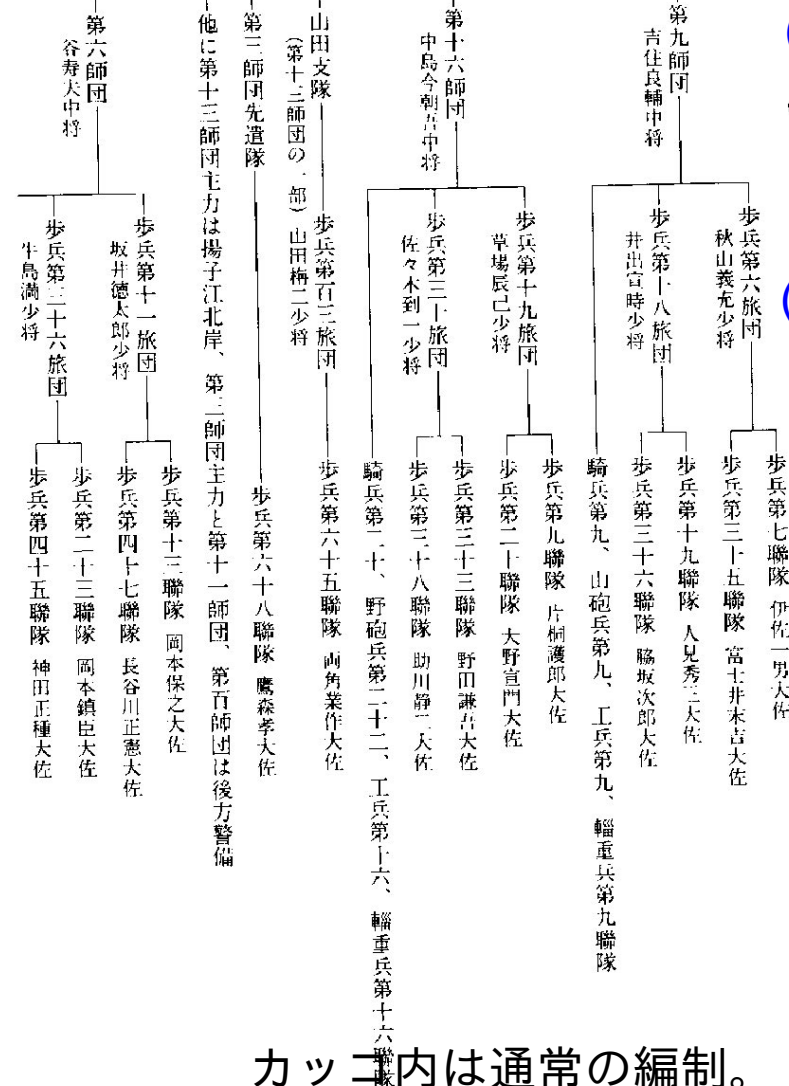 第九師団
吉住良輔中将
歩兵第六旅団
秋山義允少将
歩兵第七聯隊 伊佐一男大佐
歩兵第三十五聯隊 富士井末吉大佐
歩兵第十八旅団
井出宣時少将
歩兵第十九聯隊 人見秀三大佐
歩兵第三十六聯隊 脇坂次郎大佐
騎兵第九、山砲兵第九、工兵第九、輜重兵第九聯隊
第十六師団
中島今朝吾中将
歩兵第十九旅団
草場辰巳少将
歩兵第九聯隊 片桐護郎大佐
歩兵第二十聯隊 大野宣明大佐
歩兵第三十旅団
佐々木到一少将
歩兵第三十三聯隊 野田謙吾大佐
歩兵第三十八聯隊 助川静二大佐
騎兵第二十、野砲兵第二十二、工兵第十六、輜重兵第十六聯隊
山田支隊
(第十三師団の一部)
歩兵第百三旅団
山田梅二少将
歩兵第六十五聯隊 両角業作大佐
第三師団先遣隊
歩兵第六十八聯隊 鷹森孝大佐
他に第十三師団主力は揚子江北岸、第三師団主力と第十一師団、第百師団は後方警備
第六師団
谷寿夫中将
歩兵第十一旅団
坂井徳太郎少将
歩兵第十三聯隊 岡本保之大佐
歩兵第四十七聯隊 長谷川正憲大佐
歩兵第三十六旅団
牛島満少将
歩兵第二十三聯隊 岡本鎮臣大佐
歩兵第四十五聯隊 神田正種大佐
カッコ内は通常の編制。